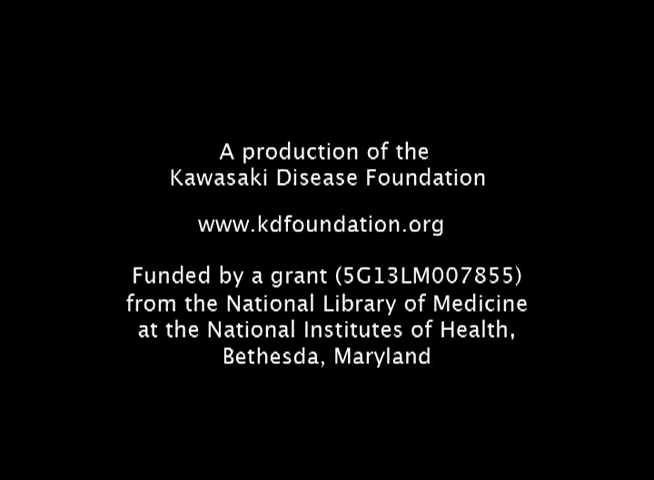 A production of the
Kawasaki Disease Foundation
www.kdfoundation.org
Funded by a grant (5G13LM007855)
from the National Library of Medicine
at the National Institutes of Health,
Bethesda, Maryland